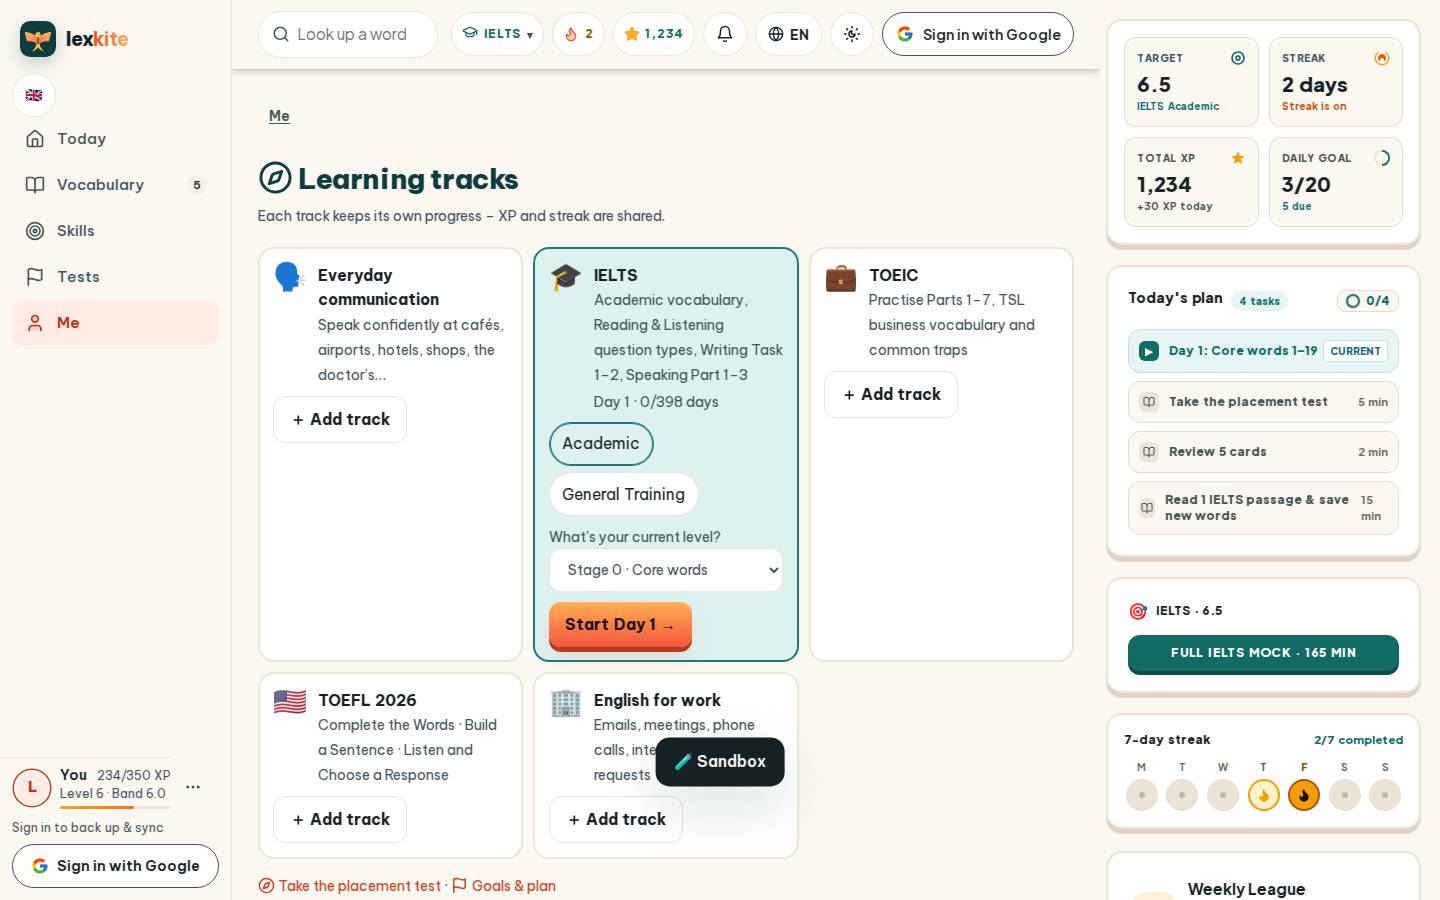 lexkite
Today
Vocabulary 5
Skills
Tests
Me
L
You 234/350 XP
Level 6 · Band 6.0
Sign in to back up & sync
Sign in with Google
Look up a word
IELTS ▾
2
1,234
EN
Sign in with Google
Me
Learning tracks
Each track keeps its own progress – XP and streak are shared.
Everyday
communication
Speak confidently at cafés,
airports, hotels, shops, the
doctor's…
+ Add track
IELTS
Academic vocabulary,
Reading & Listening
question types, Writing Task
1–2, Speaking Part 1–3
Day 1 · 0/398 days
Academic
General Training
What's your current level?
Stage 0 · Core words
Start Day 1 →
TOEIC
Practise Parts 1–7, TSL
business vocabulary and
common traps
+ Add track
TOEFL 2026
Complete the Words · Build
a Sentence · Listen and
Choose a Response
+ Add track
English for work
Emails, meetings, phone
calls,
requests
+ Add track
Sandbox
Take the placement test · Goals & plan
TARGET
6.5
IELTS Academic
STREAK
2 days
Streak is on
TOTAL XP
1,234
+30 XP today
DAILY GOAL
3/20
5 due
Today's plan 4 tasks 0/4
Day 1: Core words 1–19 CURRENT
Take the placement test 5 min
Review 5 cards 2 min
Read 1 IELTS passage & save 15
new words min
IELTS · 6.5
FULL IELTS MOCK · 165 MIN
7-day streak 2/7 completed
M T W T F S S
Weekly League